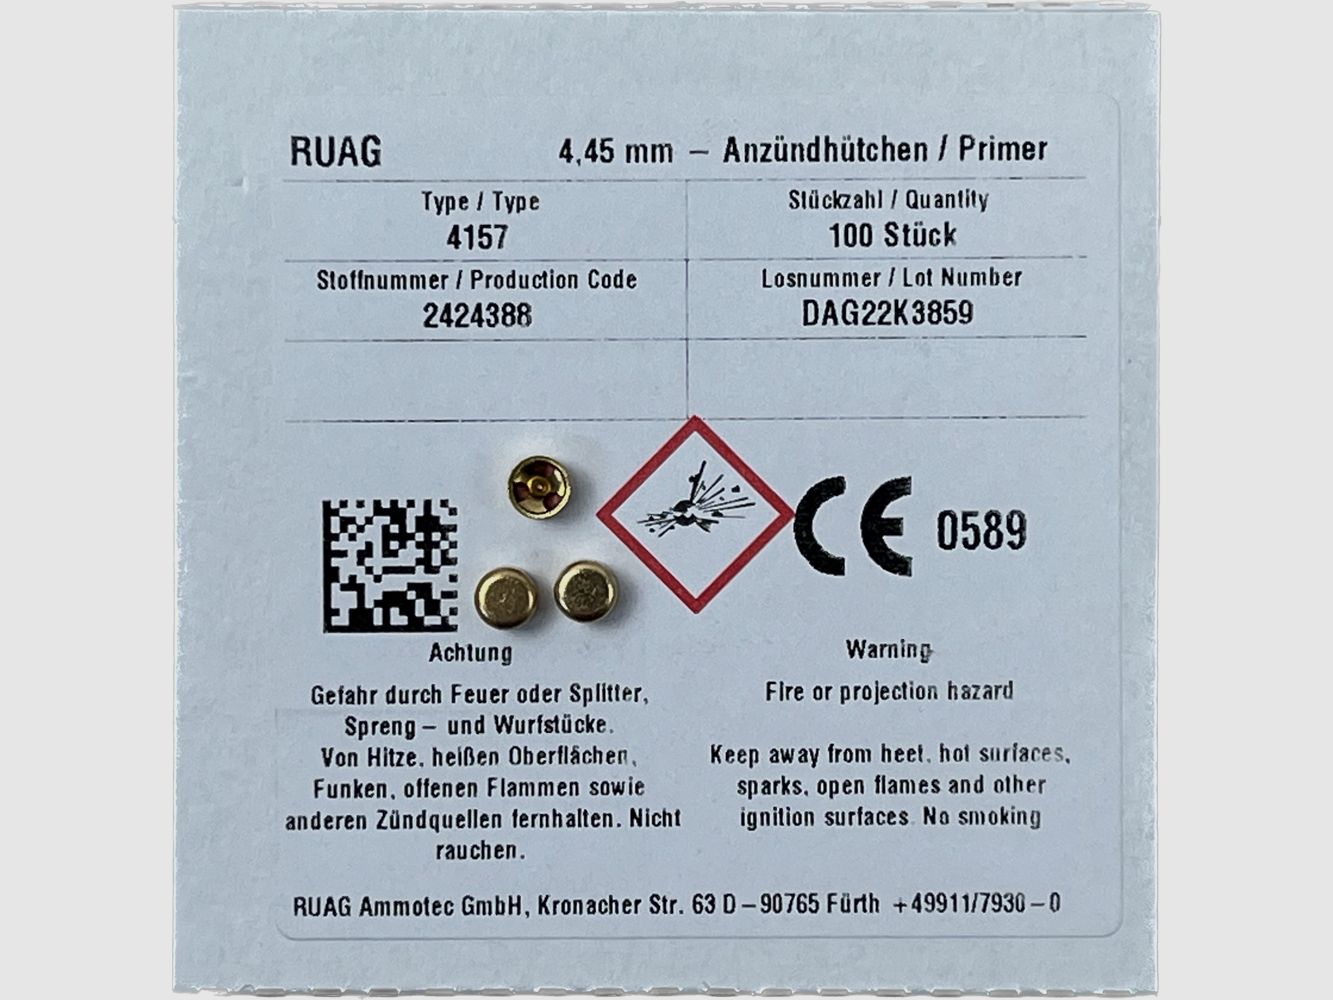 RUAG 4,45 mm – Anzündhütchen / Primer
Type / Type Stückzahl / Quantity
4157 100 Stück
Stoffnummer / Production Code Losnummer / Lot Number
2424388 DAG22K3859
CE 0589
Achtung
Gefahr durch Feuer oder Splitter,
Spreng – und Wurfstücke.
Von Hitze, heißen Oberflächen,
Funken, offenen Flammen sowie
anderen Zündquellen fernhalten. Nicht
rauchen.
Warning
Fire or projection hazard
Keep away from heet, hot surfaces,
sparks, open flames and other
ignition surfaces. No smoking
RUAG Ammotec GmbH, Kronacher Str. 63 D – 90765 Fürth +49911/7930 – 0